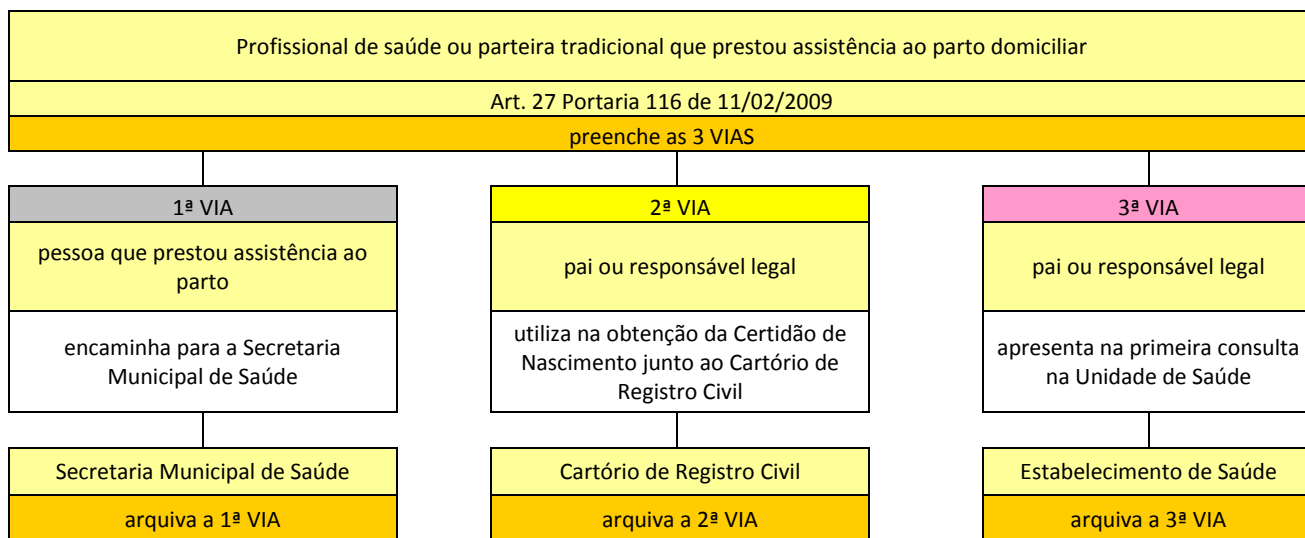 Profissional de saúde ou parteira tradicional que prestou assistência ao parto domiciliar
Art. 27 Portaria 116 de 11/02/2009
preenche as 3 VIAS
1ª VIA
pessoa que prestou assistência ao
parto
encaminha para a Secretaria
Municipal de Saúde
Secretaria Municipal de Saúde
arquiva a 1ª VIA
2ª VIA
pai ou responsável legal
utiliza na obtenção da Certidão de
Nascimento junto ao Cartório de
Registro Civil
Cartório de Registro Civil
arquiva a 2ª VIA
3ª VIA
pai ou responsável legal
apresenta na primeira consulta
na Unidade de Saúde
Estabelecimento de Saúde
arquiva a 3ª VIA